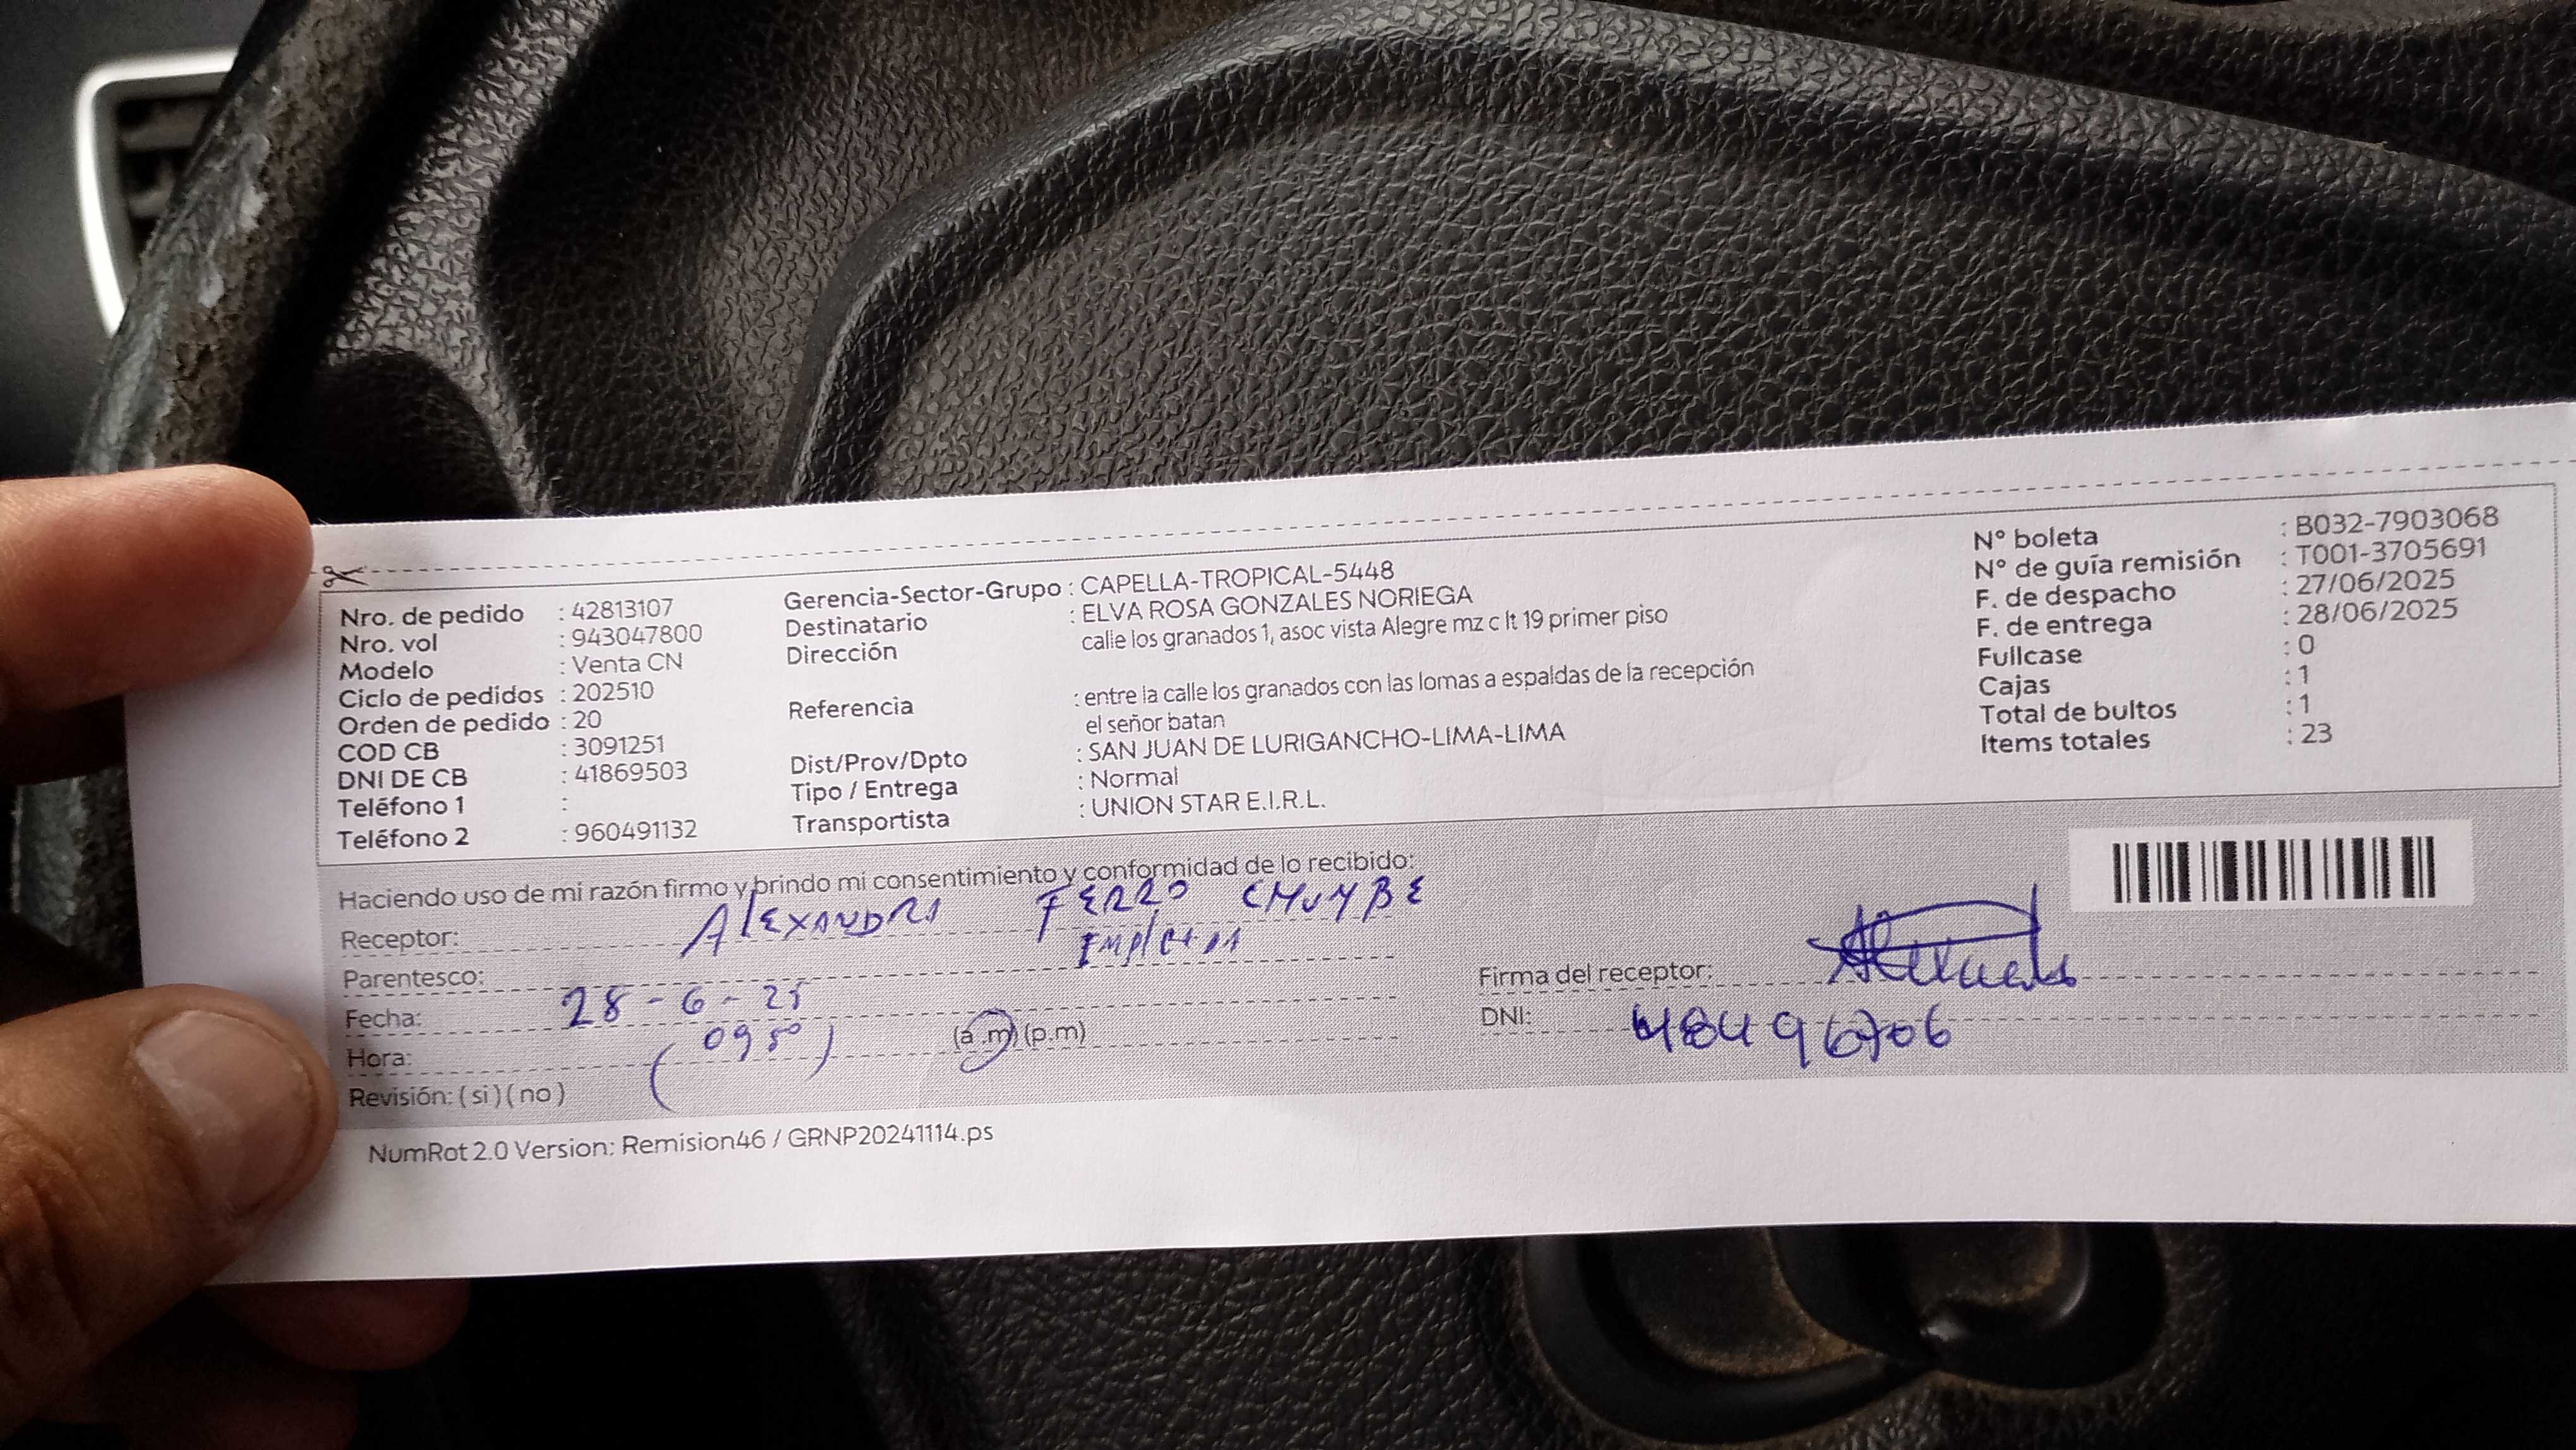 Nro. de pedido : 42813107
Nro. vol : 943047800
Modelo : Venta CN
Ciclo de pedidos : 202510
Orden de pedido : 20
COD CB : 3091251
DNI DE CB : 41869503
Teléfono 1 :
Teléfono 2 : 960491132
Gerencia-Sector-Grupo : CAPELLA-TROPICAL-5448
Destinatario : ELVA ROSA GONZALES NORIEGA
Dirección calle los granados 1, asoc vista Alegre mz c lt 19 primer piso
Referencia : entre la calle los granados con las lomas a espaldas de la recepción
el señor batan
Dist/Prov/Dpto : SAN JUAN DE LURIGANCHO-LIMA-LIMA
Tipo / Entrega : Normal
Transportista : UNION STAR E.I.R.L.
N° boleta : B032-7903068
N° de guía remisión : T001-3705691
F. de despacho : 27/06/2025
F. de entrega : 28/06/2025
Fullcase : 0
Cajas : 1
Total de bultos : 1
Items totales : 23
Haciendo uso de mi razón firmo y brindo mi consentimiento y conformidad de lo recibido:
Receptor: ALEXANDRA FERRO CHUMBE
Parentesco:
Fecha: 28-6-25
Hora: (09 50) (a.m) (p.m)
Revisión: (si) (no)
Firma del receptor:
DNI:
NumRot 2.0 Version: Remision46 / GRNP20241114.ps